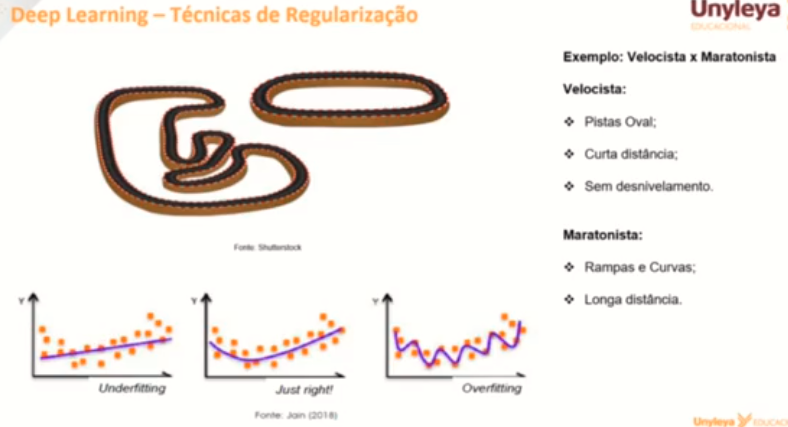 Deep Learning – Técnicas de Regularização
Unyleya
EDUCACIONAL
Exemplo: Velocista x Maratonista
Velocista:
❖ Pistas Oval;
❖ Curta distância;
❖ Sem desnivelamento.
Maratonista:
❖ Rampas e Curvas;
❖ Longa distância.
Fonte: Shutterstock
Y
Underfitting
Y
Just right!
Y
Overfitting
Fonte: Jain (2018)
Unyleya EDUCAC